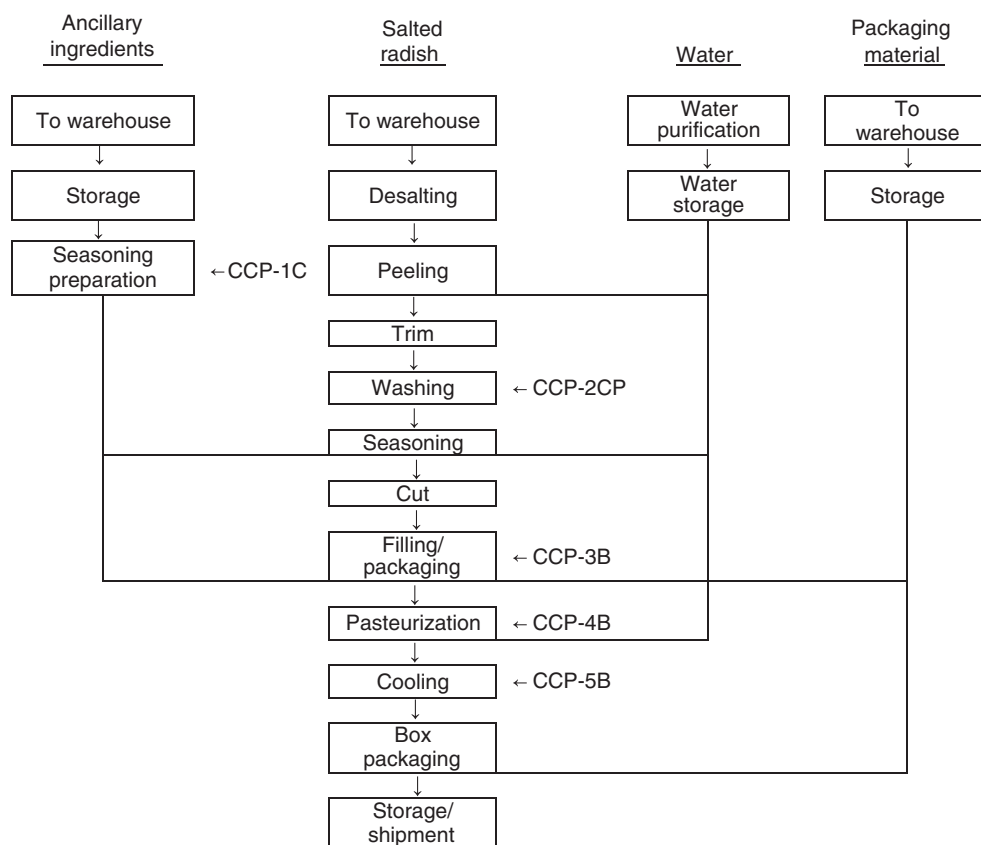 Ancillary
ingredients
Salted
radish
Water
Packaging
material
To warehouse
To warehouse
Water
purification
To
warehouse
Storage
Desalting
Water
storage
Storage
Seasoning
preparation
←CCP-1C
Peeling
Trim
Washing
← CCP-2CP
Seasoning
Cut
Filling/
packaging
← CCP-3B
Pasteurization
← CCP-4B
Cooling
← CCP-5B
Box
packaging
Storage/
shipment